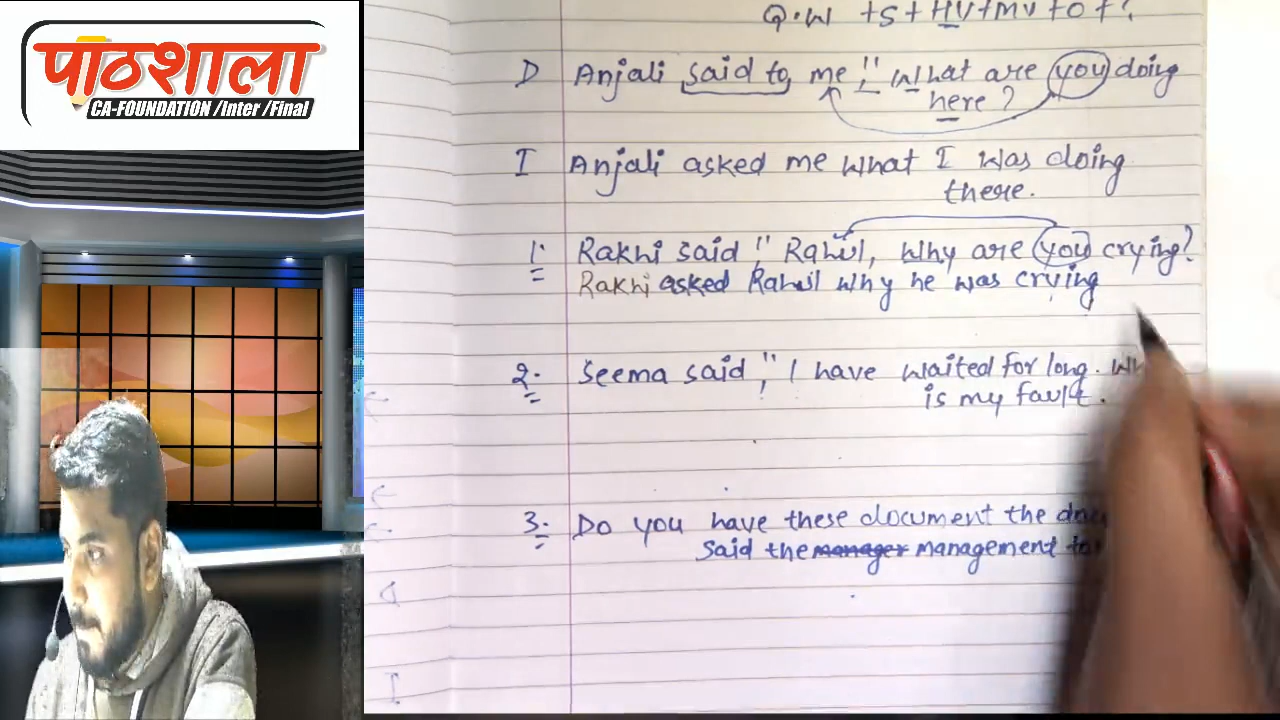 पाठशाला
CA-FOUNDATION /Inter /Final
Q.W +S + HV + MV + O + ?
D Anjali said to me," What are you doing
here ?
I Anjali asked me what I was doing
there.
1. Rakhi said," Rahul, Why are you crying?
Rakhi asked Rahul why he was crying
2. Seema said," I have waited for long.
is my fault.
3. Do you have these document the
said the manager management
I